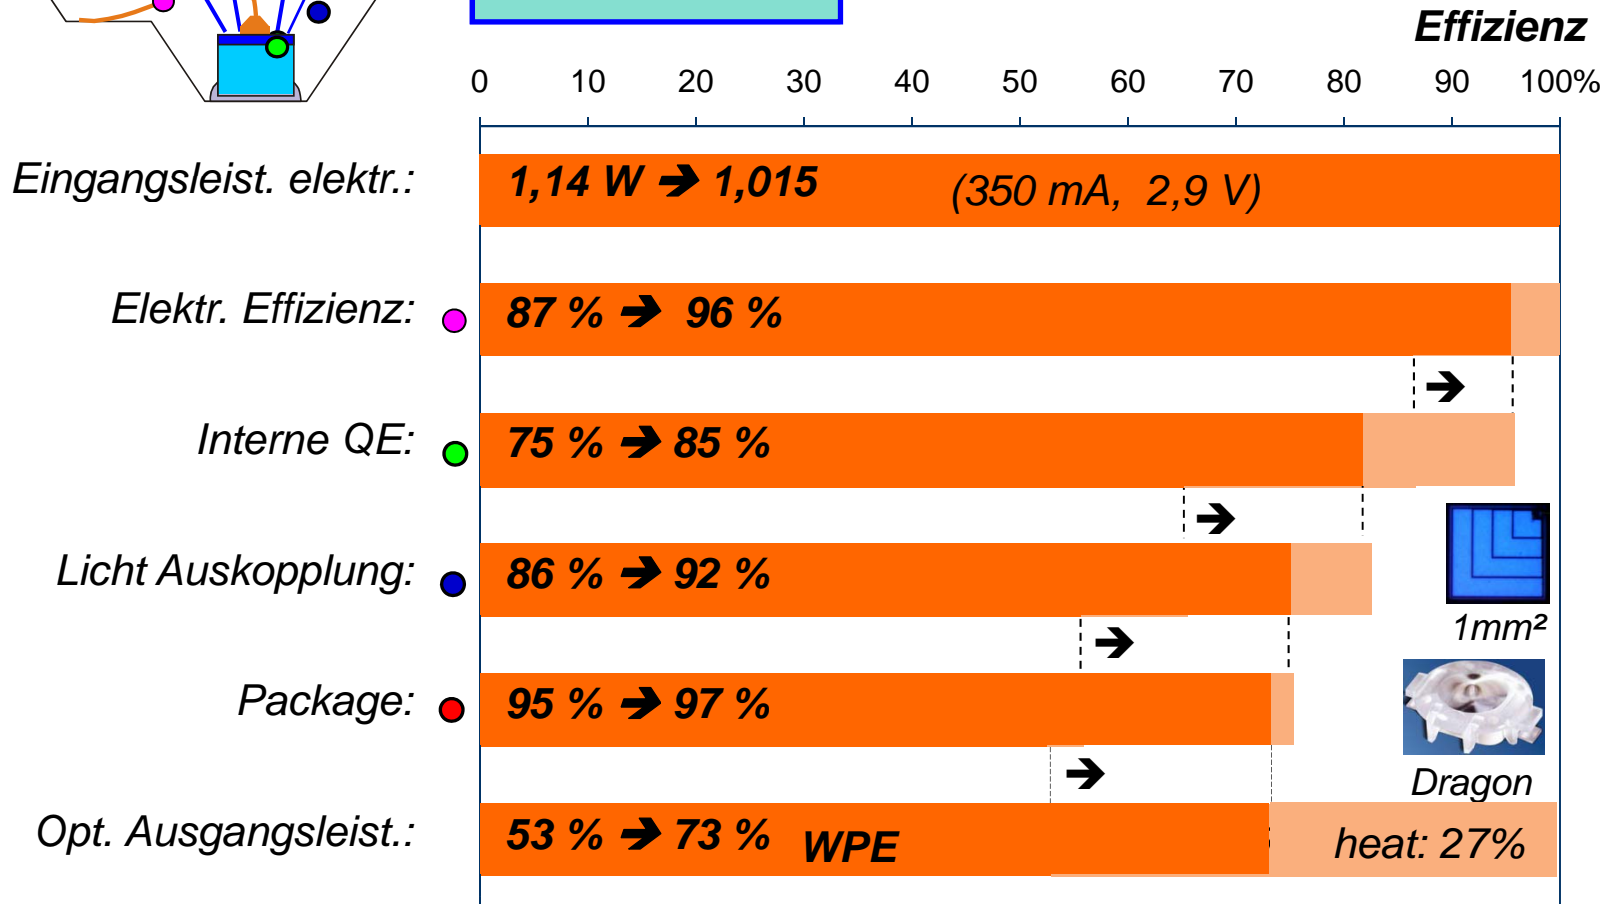 Effizienz
0 10 20 30 40 50 60 70 80 90 100%
Eingangsleist. elektr.: 1,14 W ➔ 1,015 (350 mA, 2,9 V)
Elektr. Effizienz: 87 % ➔ 96 %
➔
Interne QE: 75 % ➔ 85 %
➔
Licht Auskopplung: 86 % ➔ 92 %
1mm²
➔
Package: 95 % ➔ 97 %
➔
Dragon
Opt. Ausgangsleist.: 53 % ➔ 73 % WPE heat: 27%